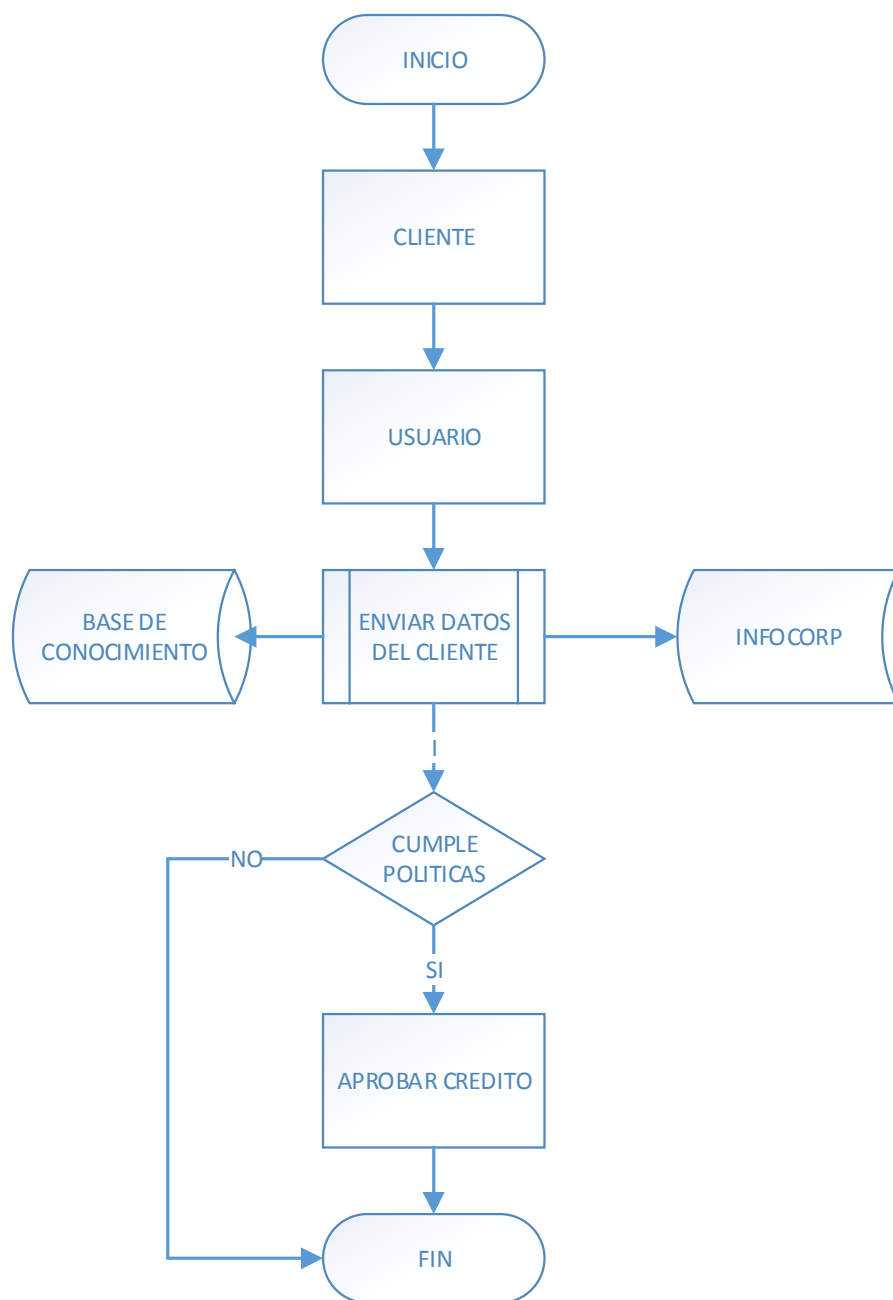 INICIO
CLIENTE
USUARIO
BASE DE
CONOCIMIENTO
ENVIAR DATOS
DEL CLIENTE
INFOCORP
I
CUMPLE
POLITICAS
NO
SI
APROBAR CREDITO
FIN